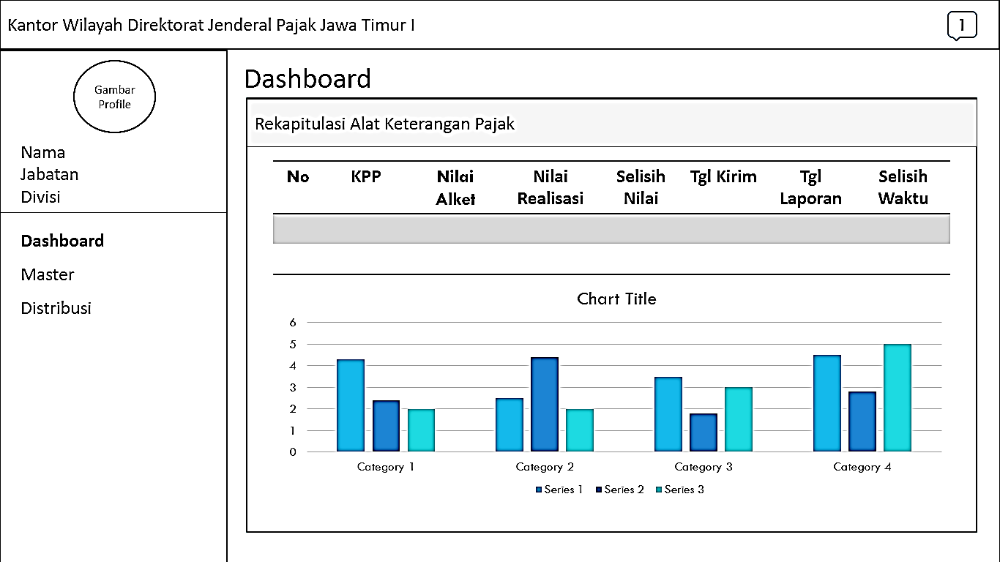 Kantor Wilayah Direktorat Jenderal Pajak Jawa Timur I
1
Gambar
Profile
Nama
Jabatan
Divisi
Dashboard
Master
Distribusi
Dashboard
Rekapitulasi Alat Keterangan Pajak
No KPP Nilai Nilai Selisih Tgl Kirim Tgl Selisih
Alket Realisasi Nilai Laporan Waktu
Chart Title
6
5
4
3
2
1
0
Category 1 Category 2 Category 3 Category 4
Series 1 Series 2 Series 3